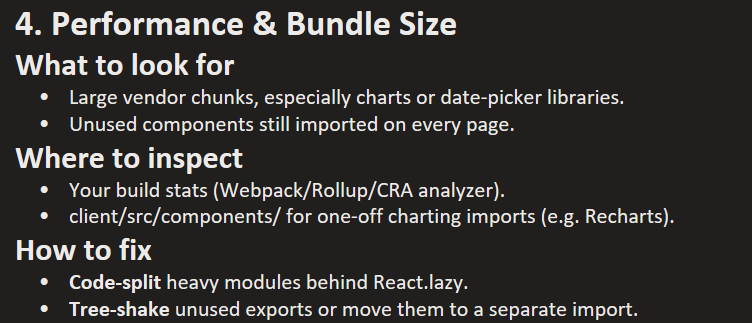 4. Performance & Bundle Size
What to look for
• Large vendor chunks, especially charts or date-picker libraries.
• Unused components still imported on every page.
Where to inspect
• Your build stats (Webpack/Rollup/CRA analyzer).
• client/src/components/ for one-off charting imports (e.g. Recharts).
How to fix
• Code-split heavy modules behind React.lazy.
• Tree-shake unused exports or move them to a separate import.